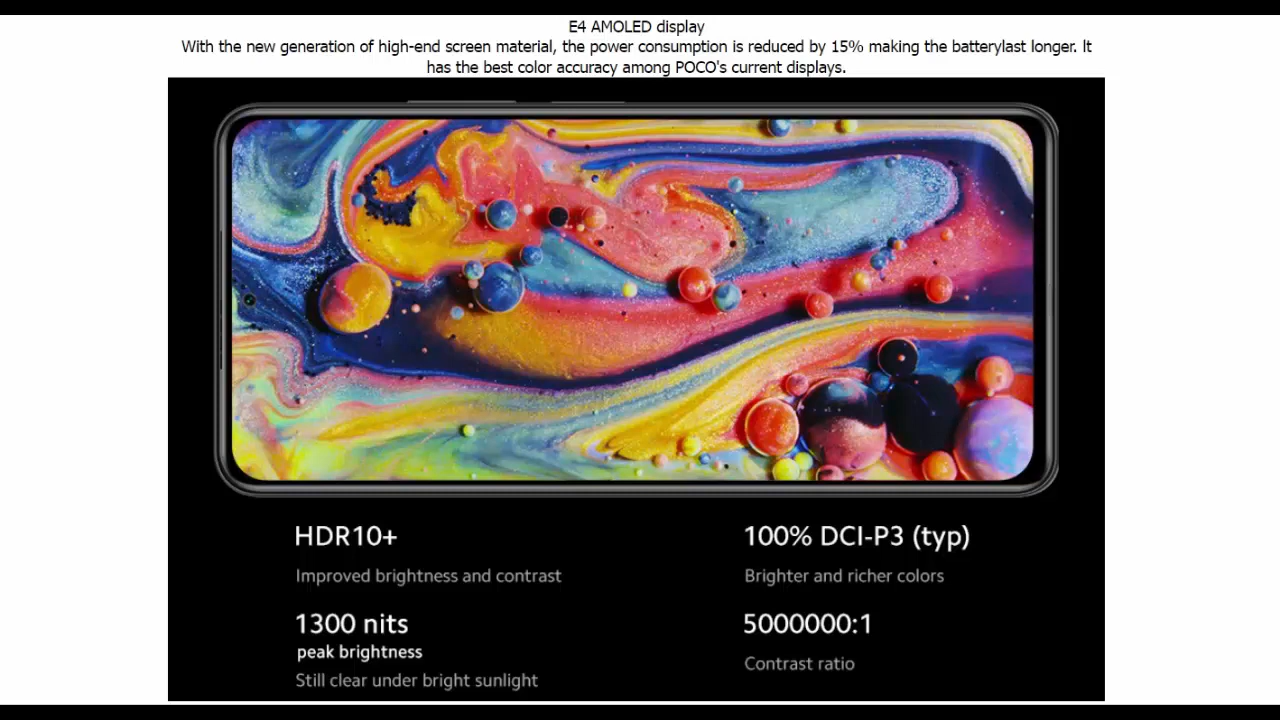 E4 AMOLED display
With the new generation of high-end screen material, the power consumption is reduced by 15% making the batterylast longer. It
has the best color accuracy among POCO's current displays.
HDR10+
Improved brightness and contrast
100% DCI-P3 (typ)
Brighter and richer colors
1300 nits
peak brightness
Still clear under bright sunlight
5000000:1
Contrast ratio